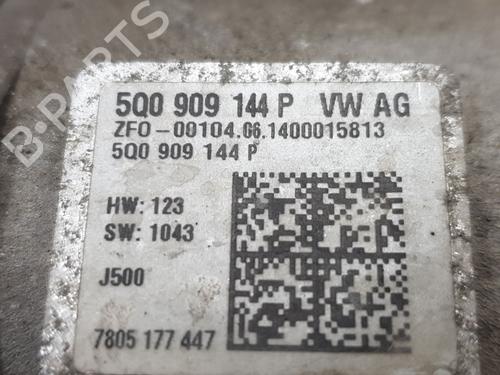 5Q0 909 144 P VW AG
ZFO-00104.06.1400015813
5Q0 909 144 P
HW: 123
SW: 1043
J500
7805 177 447
B-PARTS